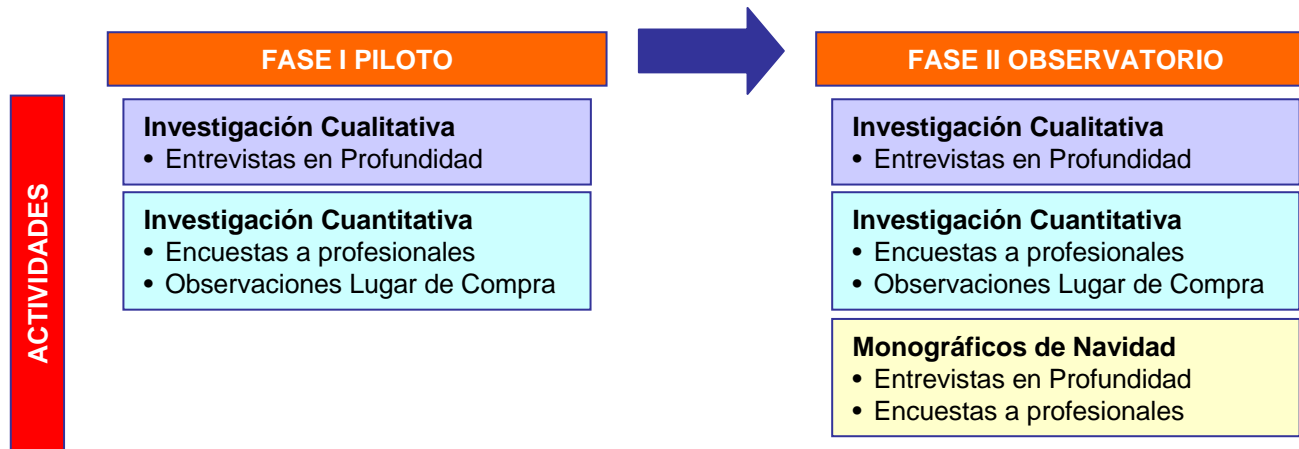 FASE I PILOTO
FASE II OBSERVATORIO
ACTIVIDADES
Investigación Cualitativa
• Entrevistas en Profundidad
Investigación Cuantitativa
• Encuestas a profesionales
• Observaciones Lugar de Compra
Investigación Cualitativa
• Entrevistas en Profundidad
Investigación Cuantitativa
• Encuestas a profesionales
• Observaciones Lugar de Compra
Monográficos de Navidad
• Entrevistas en Profundidad
• Encuestas a profesionales